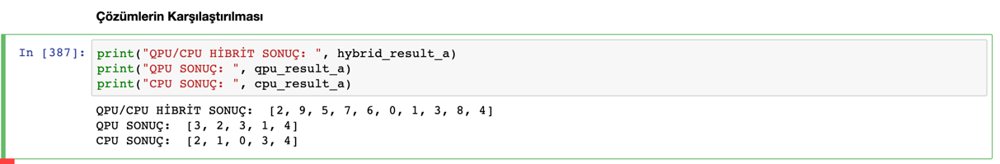 Çözümlerin Karşılaştırılması
In [387]: print("QPU/CPU HİBRİT SONUÇ: ", hybrid_result_a)
print("QPU SONUÇ: ", qpu_result_a)
print("CPU SONUÇ: ", cpu_result_a)
QPU/CPU HİBRİT SONUÇ:  [2, 9, 5, 7, 6, 0, 1, 3, 8, 4]
QPU SONUÇ:  [3, 2, 3, 1, 4]
CPU SONUÇ:  [2, 1, 0, 3, 4]